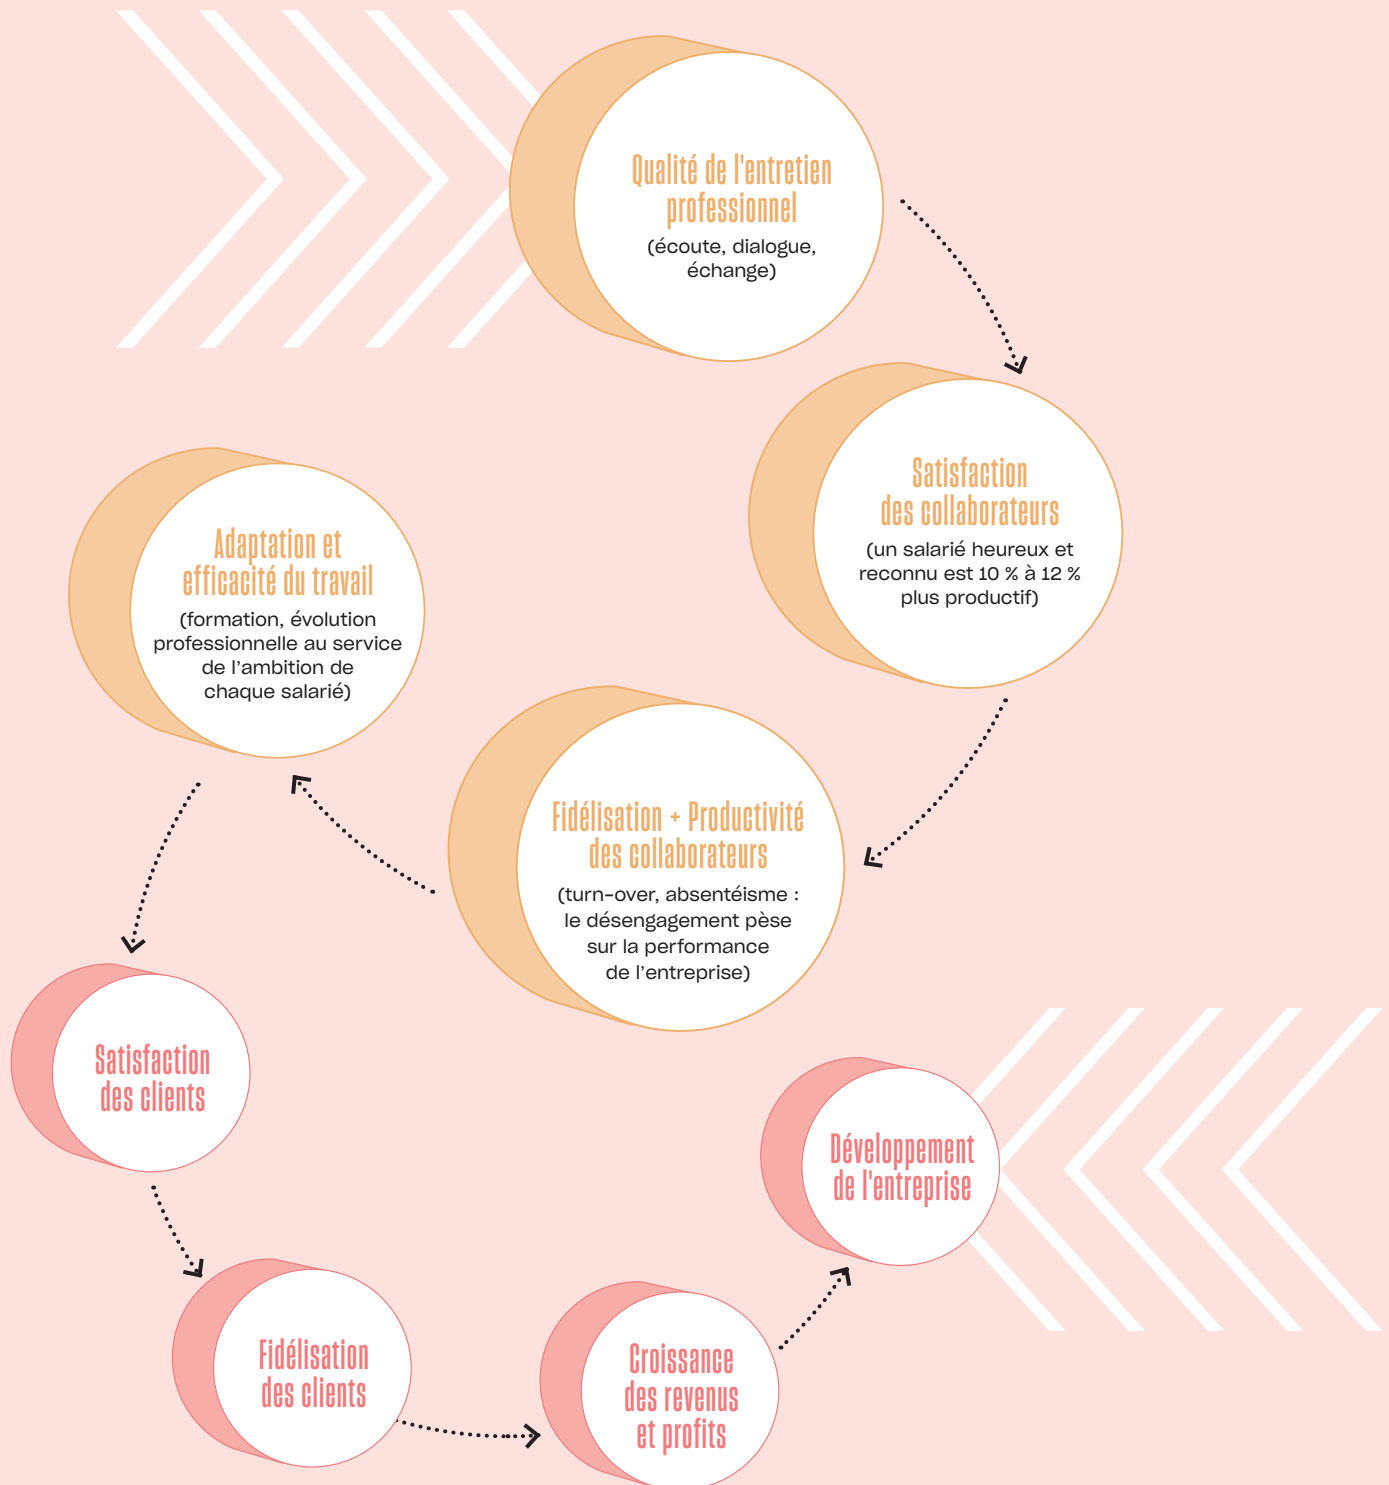 Qualité de l'entretien
professionnel
(écoute, dialogue,
échange)
Satisfaction
des collaborateurs
(un salarié heureux et
reconnu est 10 % à 12 %
plus productif)
Fidélisation + Productivité
des collaborateurs
(turn-over, absentéisme :
le désengagement pèse
sur la performance
de l'entreprise)
Adaptation et
efficacité du travail
(formation, évolution
professionnelle au service
de l'ambition de
chaque salarié)
Satisfaction
des clients
Fidélisation
des clients
Croissance
des revenus
et profits
Développement
de l'entreprise